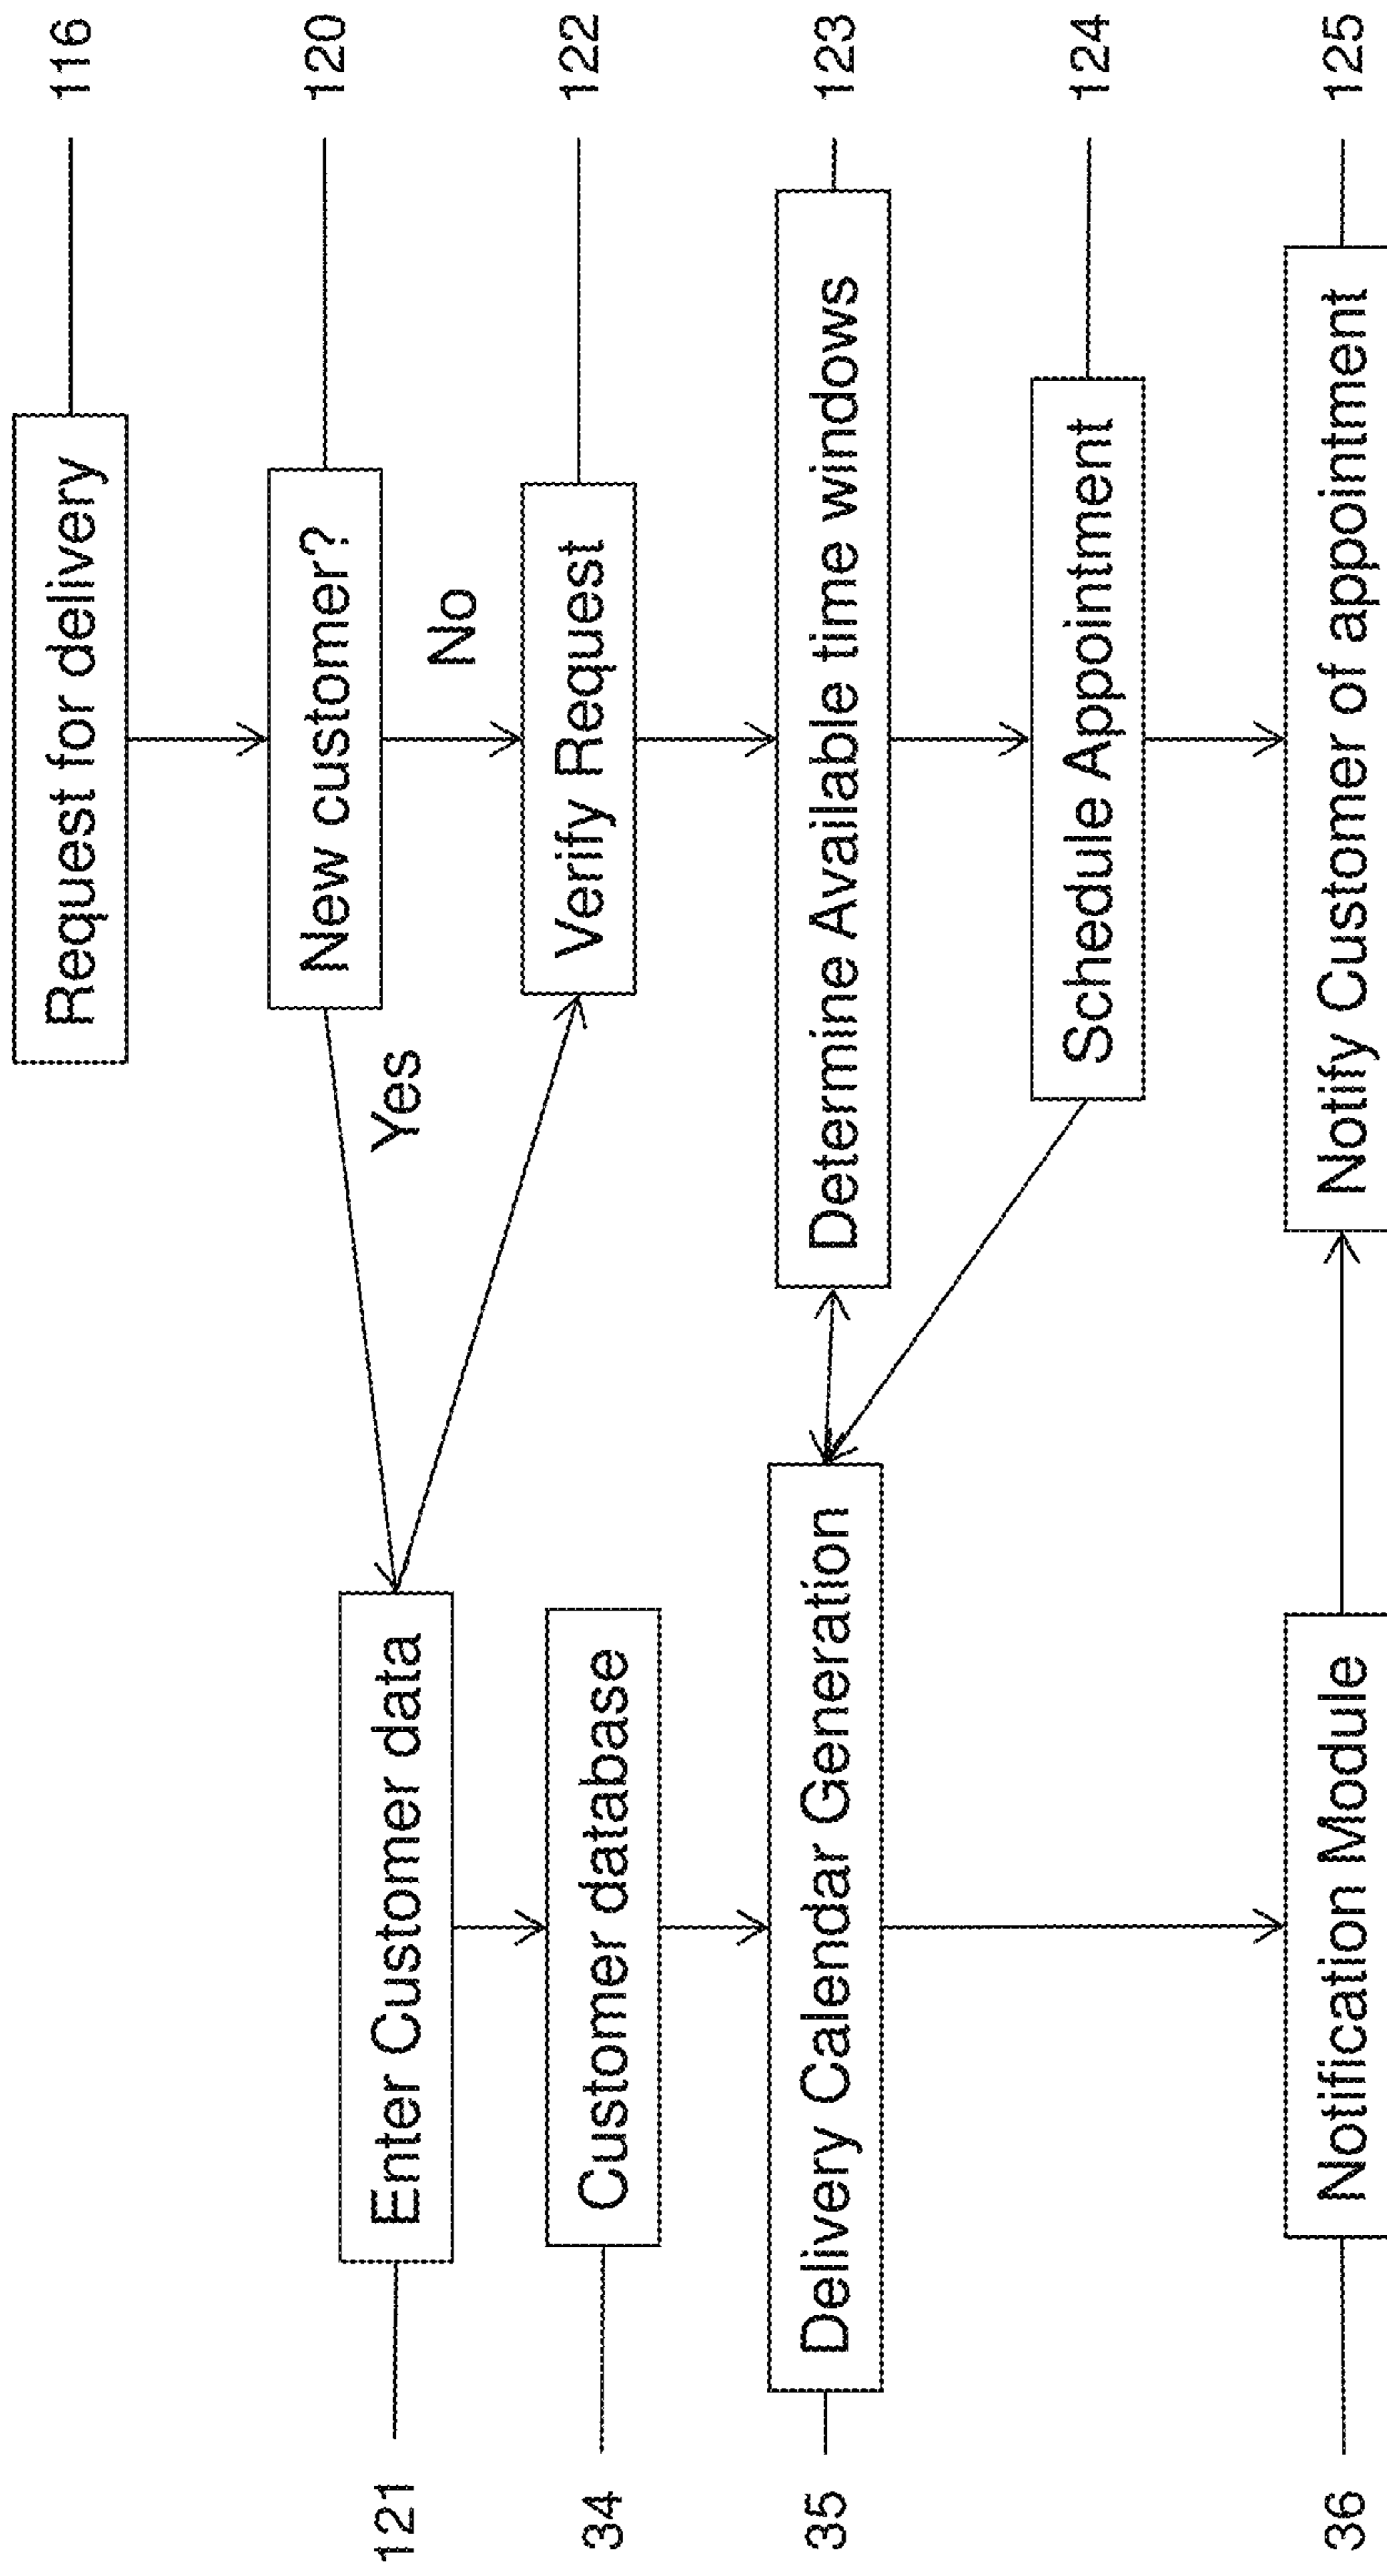 Request for delivery 116
New customer? 120
Yes
No
121 Enter Customer data
Verify Request 122
34 Customer database
35 Delivery Calendar Generation
Determine Available time windows 123
Schedule Appointment 124
36 Notification Module
Notify Customer of appointment 125